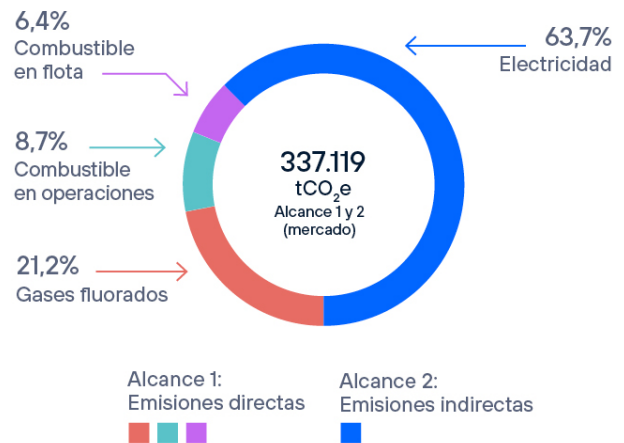 6,4%
Combustible
en flota
63,7%
Electricidad
8,7%
Combustible
en operaciones
337.119
tCO₂e
Alcance 1 y 2
(mercado)
21,2%
Gases fluorados
Alcance 1:
Emisiones directas
Alcance 2:
Emisiones indirectas